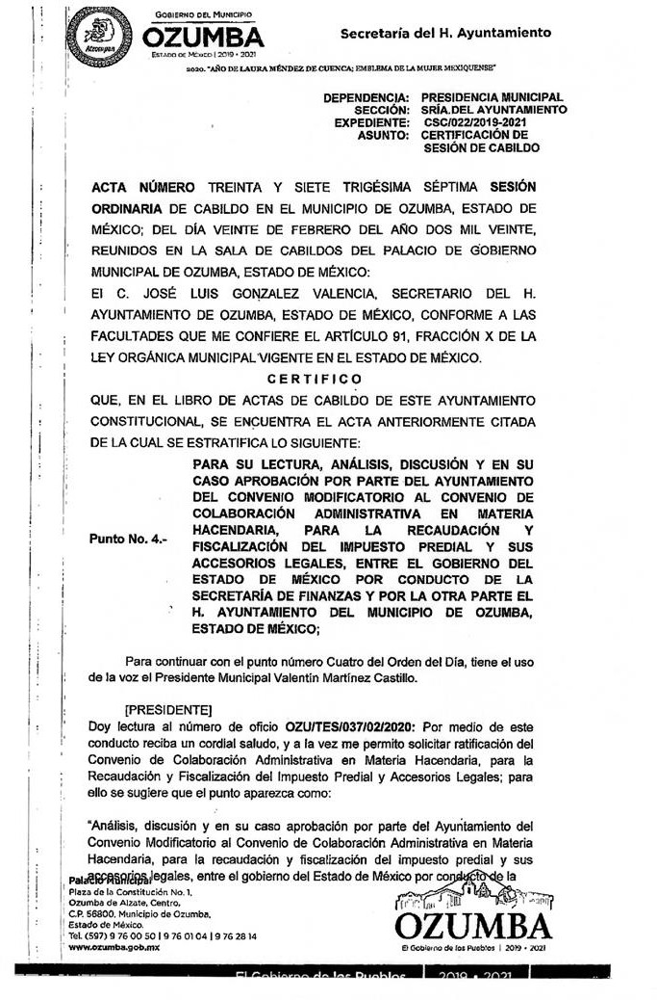 GOBIERNO DEL MUNICIPIO
OZUMBA
ESTADO DE MÉXICO | 2019 • 2021
Atzompan
Secretaría del H. Ayuntamiento
2020. "AÑO DE LAURA MÉNDEZ DE CUENCA; EMBLEMA DE LA MUJER MEXIQUENSE"
DEPENDENCIA: PRESIDENCIA MUNICIPAL
SECCIÓN: SRÍA.DEL AYUNTAMIENTO
EXPEDIENTE: CSC/022/2019-2021
ASUNTO: CERTIFICACIÓN DE
SESIÓN DE CABILDO
ACTA NÚMERO TREINTA Y SIETE TRIGÉSIMA SÉPTIMA SESIÓN
ORDINARIA DE CABILDO EN EL MUNICIPIO DE OZUMBA, ESTADO DE
MÉXICO; DEL DÍA VEINTE DE FEBRERO DEL AÑO DOS MIL VEINTE,
REUNIDOS EN LA SALA DE CABILDOS DEL PALACIO DE GOBIERNO
MUNICIPAL DE OZUMBA, ESTADO DE MÉXICO:
El C. JOSÉ LUIS GONZALEZ VALENCIA, SECRETARIO DEL H.
AYUNTAMIENTO DE OZUMBA, ESTADO DE MÉXICO, CONFORME A LAS
FACULTADES QUE ME CONFIERE EL ARTÍCULO 91, FRACCIÓN X DE LA
LEY ORGÁNICA MUNICIPAL VIGENTE EN EL ESTADO DE MÉXICO.
C E R T I F I C O
QUE, EN EL LIBRO DE ACTAS DE CABILDO DE ESTE AYUNTAMIENTO
CONSTITUCIONAL, SE ENCUENTRA EL ACTA ANTERIORMENTE CITADA
DE LA CUAL SE ESTRATIFICA LO SIGUIENTE:
PARA SU LECTURA, ANÁLISIS, DISCUSIÓN Y EN SU
CASO APROBACIÓN POR PARTE DEL AYUNTAMIENTO
DEL CONVENIO MODIFICATORIO AL CONVENIO DE
COLABORACIÓN ADMINISTRATIVA EN MATERIA
HACENDARIA, PARA LA RECAUDACIÓN Y
Punto No. 4.-
FISCALIZACIÓN DEL IMPUESTO PREDIAL Y SUS
ACCESORIOS LEGALES, ENTRE EL GOBIERNO DEL
ESTADO DE MÉXICO POR CONDUCTO DE LA
SECRETARÍA DE FINANZAS Y POR LA OTRA PARTE EL
H. AYUNTAMIENTO DEL MUNICIPIO DE OZUMBA,
ESTADO DE MÉXICO;
Para continuar con el punto número Cuatro del Orden del Día, tiene el uso
de la voz el Presidente Municipal Valentín Martínez Castillo.
[PRESIDENTE]
Doy lectura al número de oficio OZU/TES/037/02/2020: Por medio de este
conducto reciba un cordial saludo, y a la vez me permito solicitar ratificación del
Convenio de Colaboración Administrativa en Materia Hacendaria, para la
Recaudación y Fiscalización del Impuesto Predial y Accesorios Legales; para
ello se sugiere que el punto aparezca como:
"Análisis, discusión y en su caso aprobación por parte del Ayuntamiento del
Convenio Modificatorio al Convenio de Colaboración Administrativa en Materia
Hacendaria, para la recaudación y fiscalización del impuesto predial y sus
accesorios legales, entre el gobierno del Estado de México por conducto de la
Palacio Municipal
Plaza de la Constitución No. 1,
Ozumba de Alzate, Centro,
C.P. 56800, Municipio de Ozumba,
Estado de México.
Tel. (597) 9 76 00 50 | 9 76 01 04 | 9 76 28 14
www.ozumba.gob.mx
OZUMBA
El Gobierno de los Pueblos | 2019 • 2021
El Gobierno de los Pueblos | 2019 • 2021